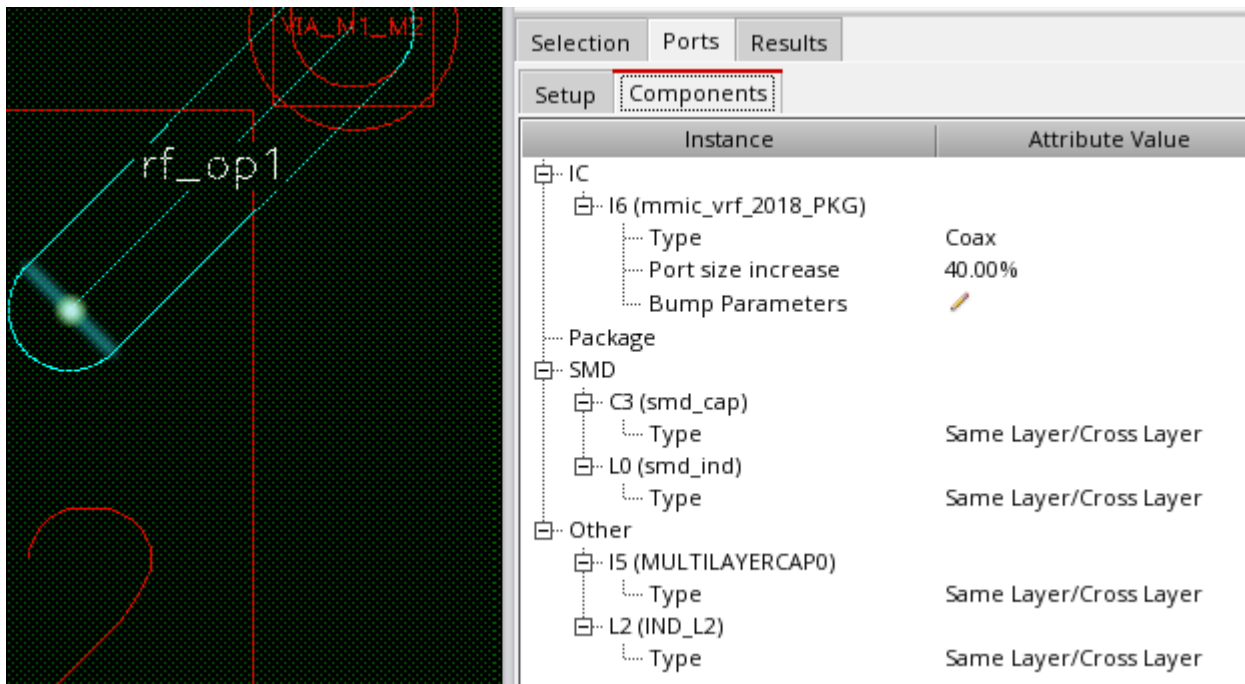 VIA_M1_M2
rf_op1
2
Selection Ports Results
Setup Components
Instance Attribute Value
IC
I6 (mmic_vrf_2018_PKG)
Type Coax
Port size increase 40.00%
Bump Parameters
Package
SMD
C3 (smd_cap)
Type Same Layer/Cross Layer
L0 (smd_ind)
Type Same Layer/Cross Layer
Other
I5 (MULTILAYERCAP0)
Type Same Layer/Cross Layer
L2 (IND_L2)
Type Same Layer/Cross Layer